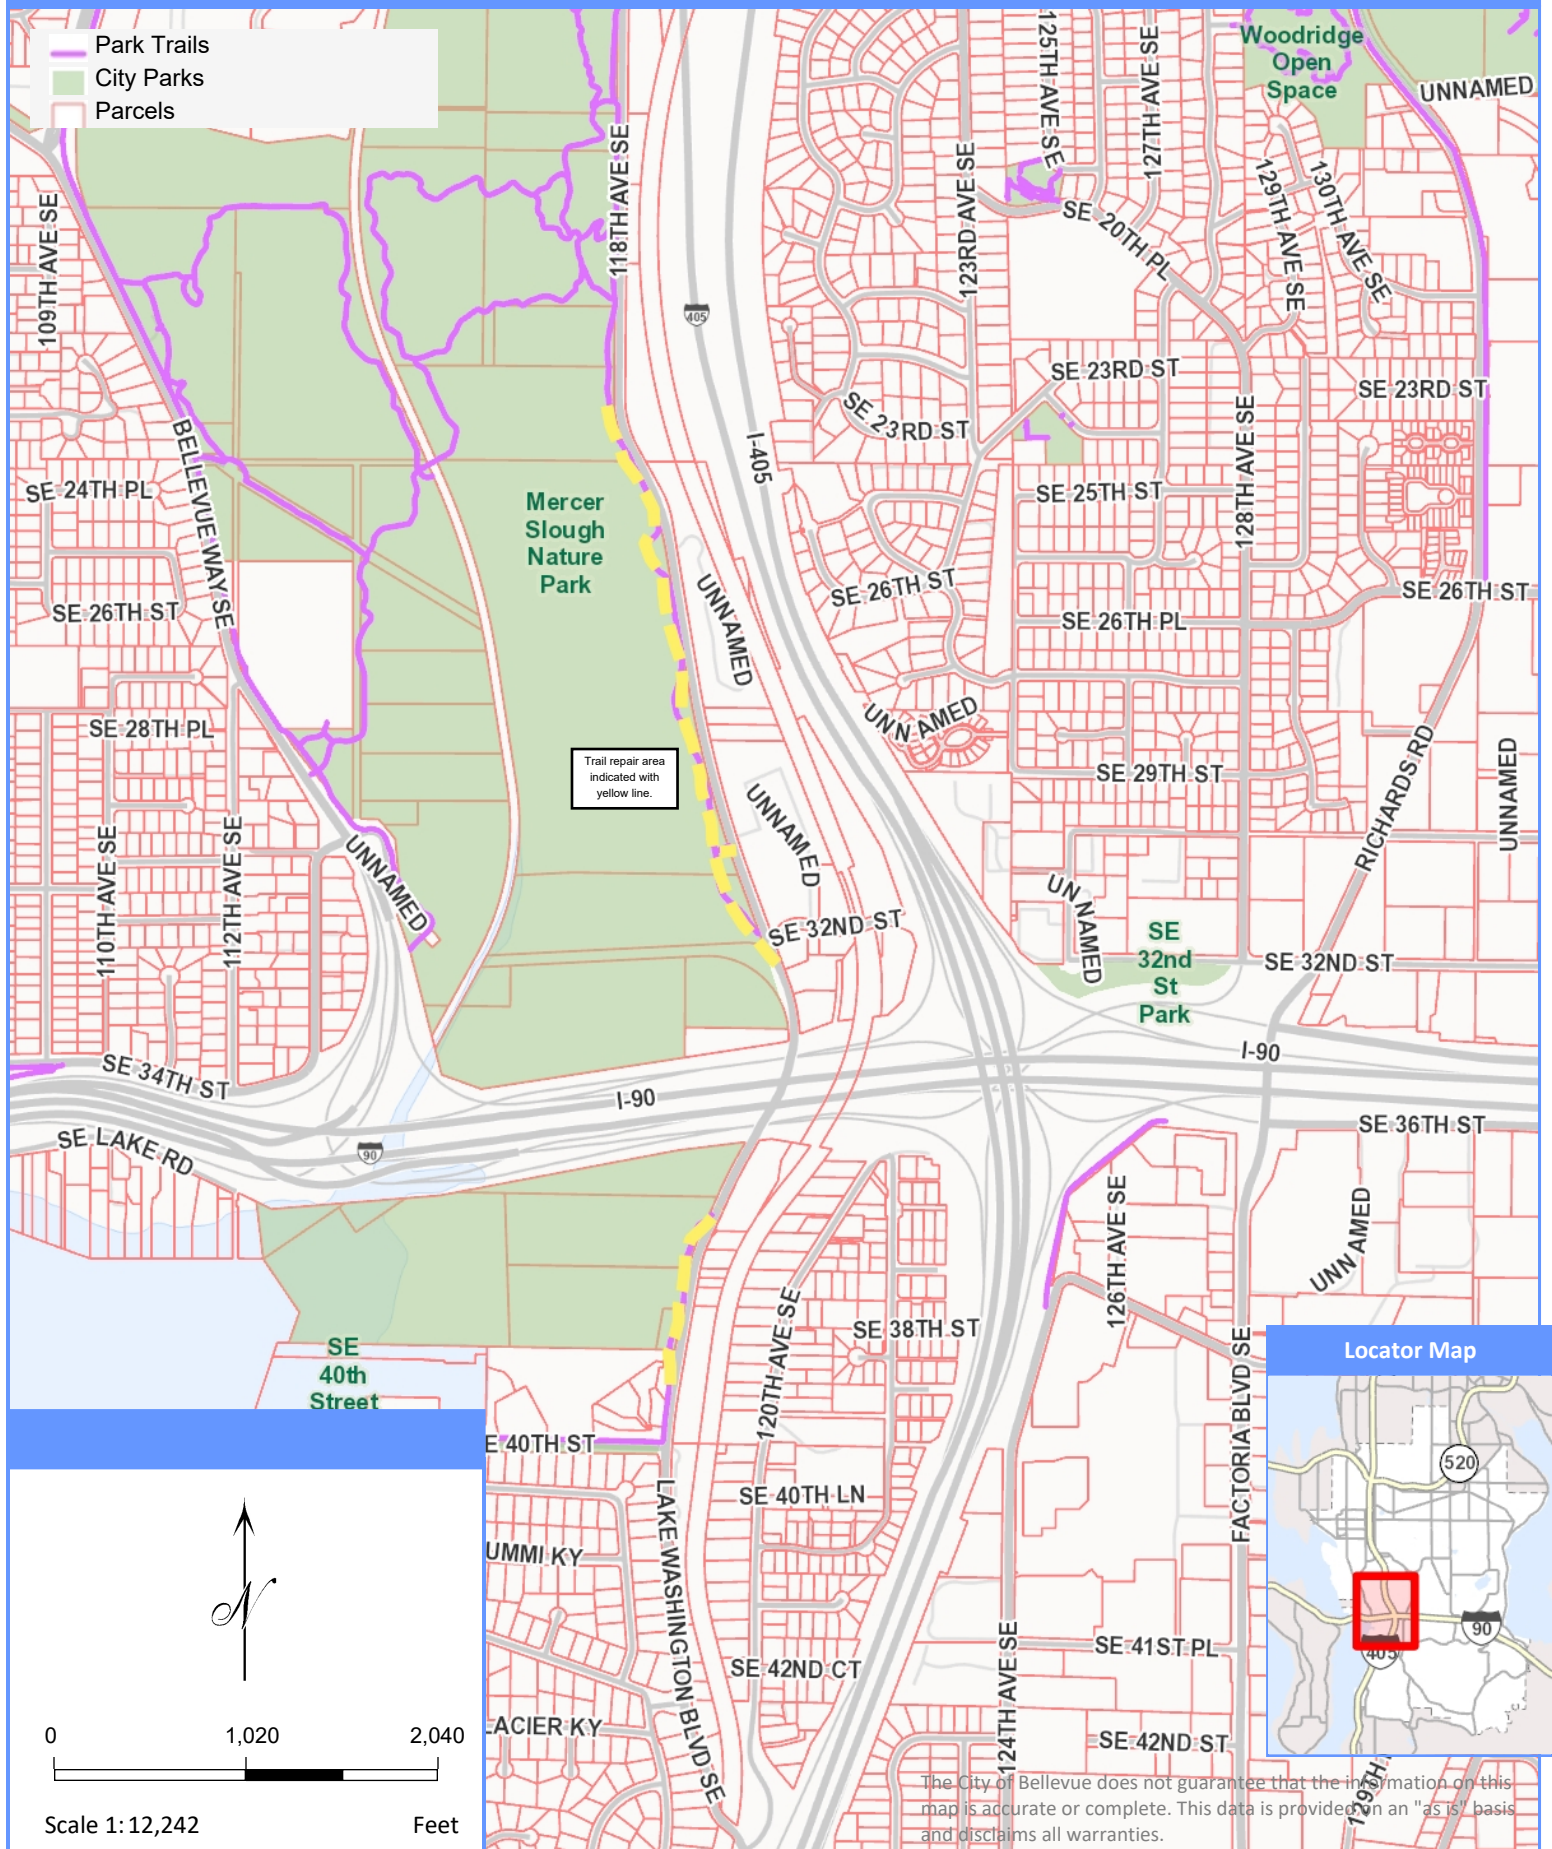 Park Trails
City Parks
Parcels
Woodridge
Open
Space
UNNAMED
125TH AVE SE
127TH AVE SE
118TH AVE SE
123RD AVE SE
129TH AVE SE
130TH AVE SE
109TH AVE SE
SE 20TH PL
405
SE 23RD ST
SE 23RD ST
SE 23RD ST
I-405
128TH AVE SE
BELLEVUE WAY SE
SE 24TH PL
SE 25TH ST
Mercer
Slough
Nature
Park
UNNAMED
SE 26TH ST
SE 26TH ST
SE 26TH ST
SE 26TH PL
UNNAMED
SE 28TH PL
SE 29TH ST
RICHARDS RD
UNNAMED
Trail repair area
indicated with
yellow line.
UNNAMED
UNNAMED
110TH AVE SE
112TH AVE SE
UNNAMED
SE 32ND ST
SE
32nd
St
Park
SE 32ND ST
I-90
SE 34TH ST
I-90
SE LAKE RD
90
SE 36TH ST
126TH AVE SE
UNNAMED
120TH AVE SE
SE 38TH ST
FACTORIA BLVD SE
SE
40th
Street
E 40TH ST
SE 40TH LN
LAKE WASHINGTON BLVD SE
UMMI KY
SE 41ST PL
SE 42ND CT
124TH AVE SE
LACIER KY
SE 42ND ST
129TH
Locator Map
520
90
405
N
0 1,020 2,040
Scale 1: 12,242 Feet
The City of Bellevue does not guarantee that the information on this
map is accurate or complete. This data is provided on an "as is" basis
and disclaims all warranties.